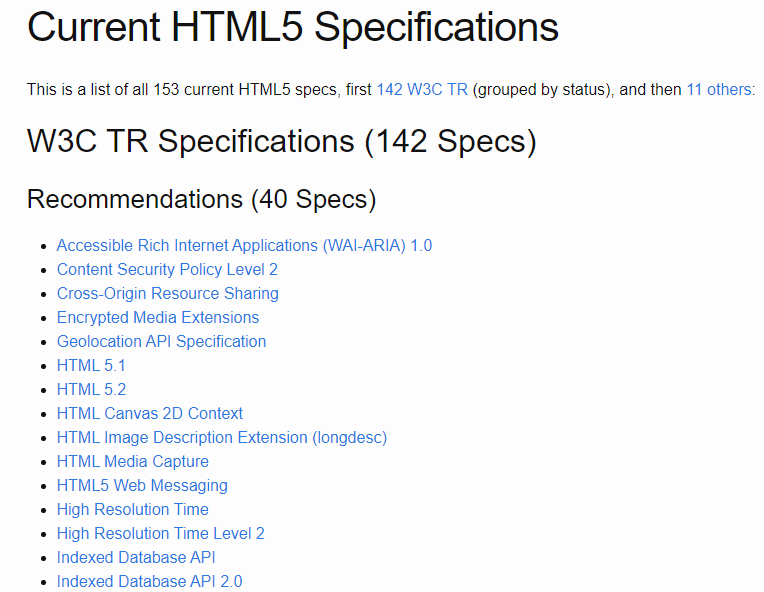 Current HTML5 Specifications
This is a list of all 153 current HTML5 specs, first 142 W3C TR (grouped by status), and then 11 others:
W3C TR Specifications (142 Specs)
Recommendations (40 Specs)
Accessible Rich Internet Applications (WAI-ARIA) 1.0
Content Security Policy Level 2
Cross-Origin Resource Sharing
Encrypted Media Extensions
Geolocation API Specification
HTML 5.1
HTML 5.2
HTML Canvas 2D Context
HTML Image Description Extension (longdesc)
HTML Media Capture
HTML5 Web Messaging
High Resolution Time
High Resolution Time Level 2
Indexed Database API
Indexed Database API 2.0